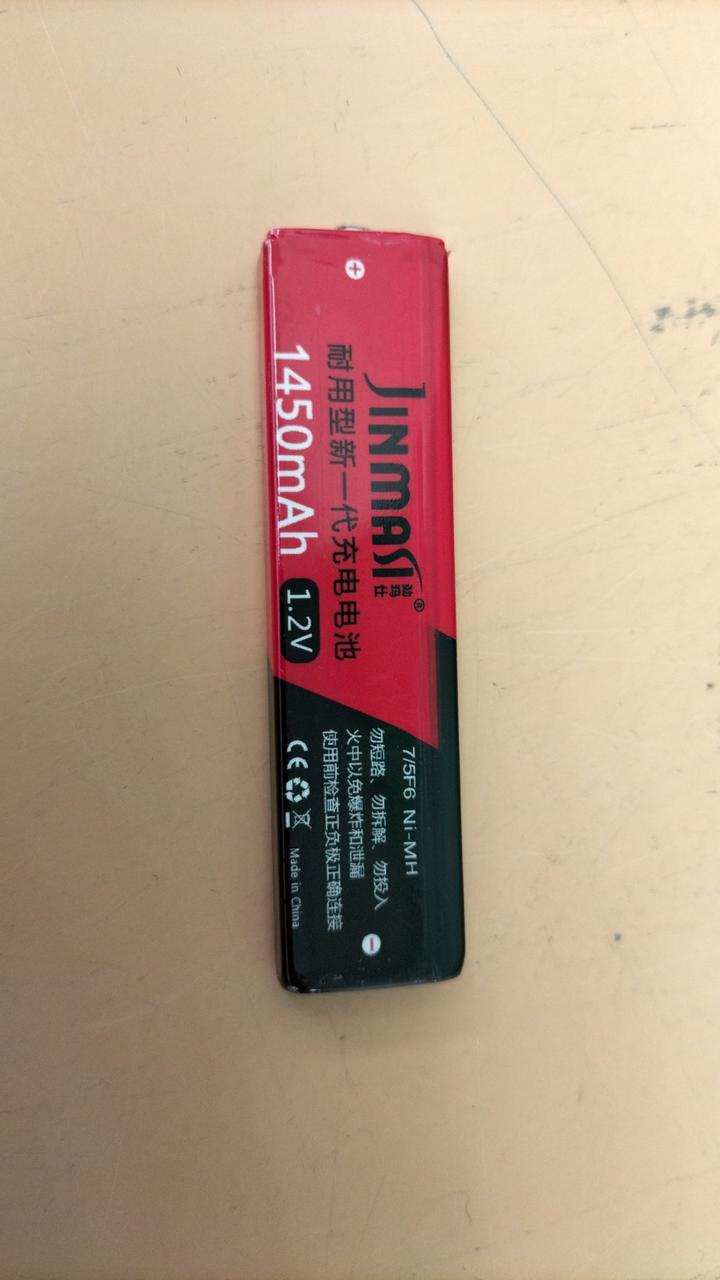 JINMASI®
劲玛仕
耐用型新一代充电电池
1450mAh 1.2V
7/5F6 Ni-MH
勿短路、勿拆解、勿投入
火中以免爆炸和泄漏
使用前检查正负极正确连接
CE Made in China